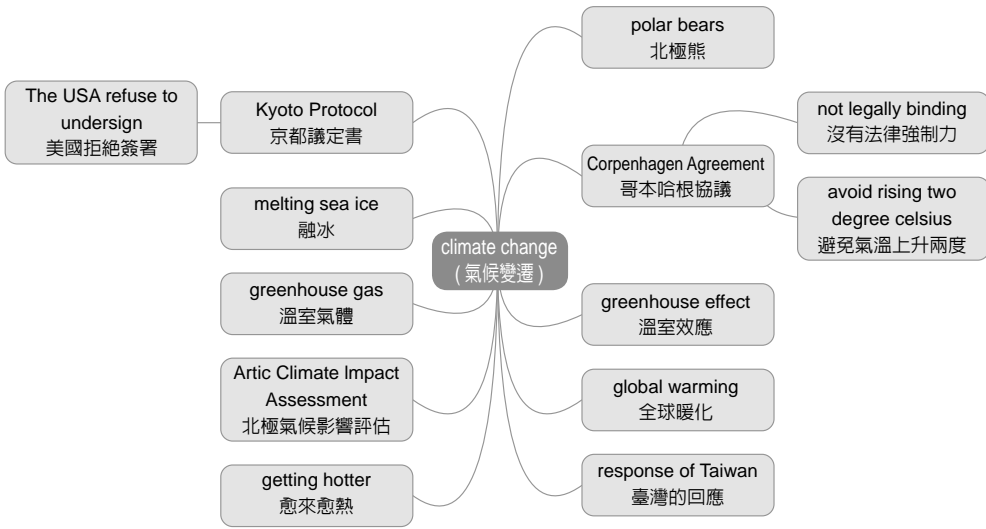 climate change
( 氣候變遷 )
Kyoto Protocol
京都議定書
The USA refuse to
undersign
美國拒絕簽署
melting sea ice
融冰
greenhouse gas
溫室氣體
Artic Climate Impact
Assessment
北極氣候影響評估
getting hotter
愈來愈熱
polar bears
北極熊
Corpenhagen Agreement
哥本哈根協議
not legally binding
沒有法律強制力
avoid rising two
degree celsius
避免氣溫上升兩度
greenhouse effect
溫室效應
global warming
全球暖化
response of Taiwan
臺灣的回應